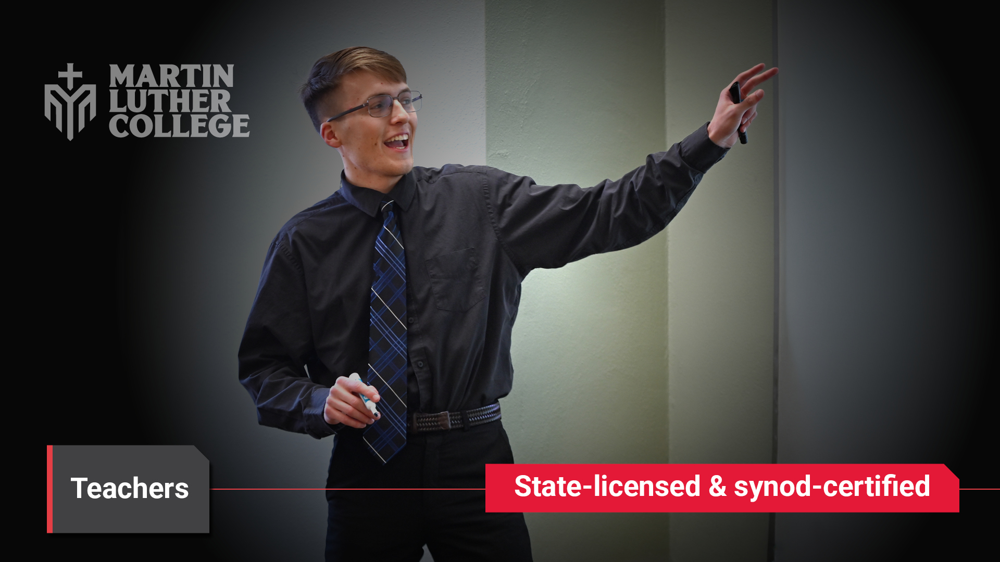 MARTIN
LUTHER
COLLEGE
Teachers
State-licensed & synod-certified